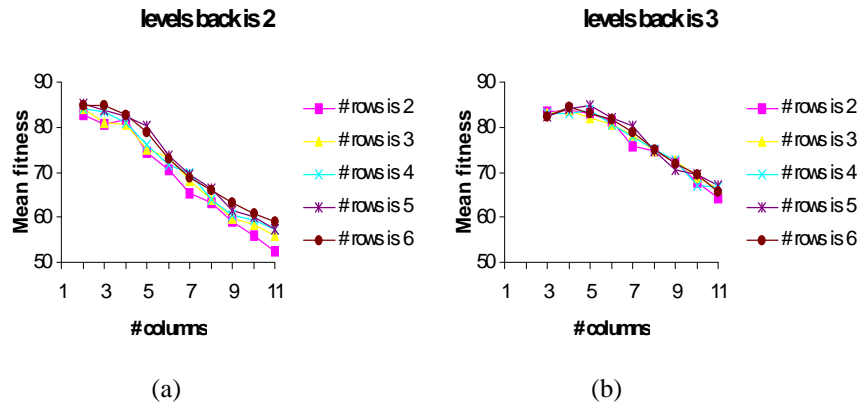 levels back is 2
90
80
70
60
50
Mean fitness
1 3 5 7 9 11
# columns
# rows is 2
# rows is 3
# rows is 4
# rows is 5
# rows is 6
(a)
levels back is 3
90
80
70
60
50
Mean fitness
1 3 5 7 9 11
# columns
# rows is 2
# rows is 3
# rows is 4
# rows is 5
# rows is 6
(b)